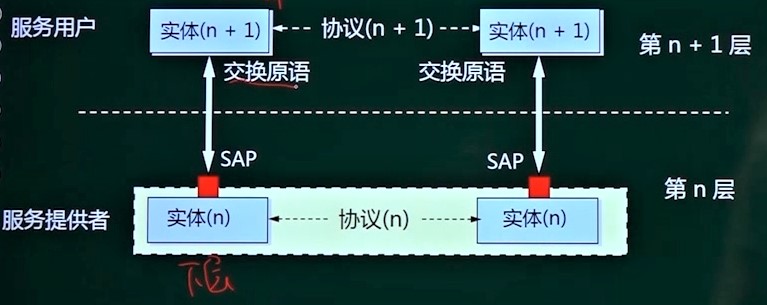 服务用户 实体(n + 1) 协议(n + 1) 实体(n + 1) 第 n + 1 层
交换原语 交换原语
SAP SAP
第 n 层
服务提供者 实体(n) 协议(n) 实体(n)
下层